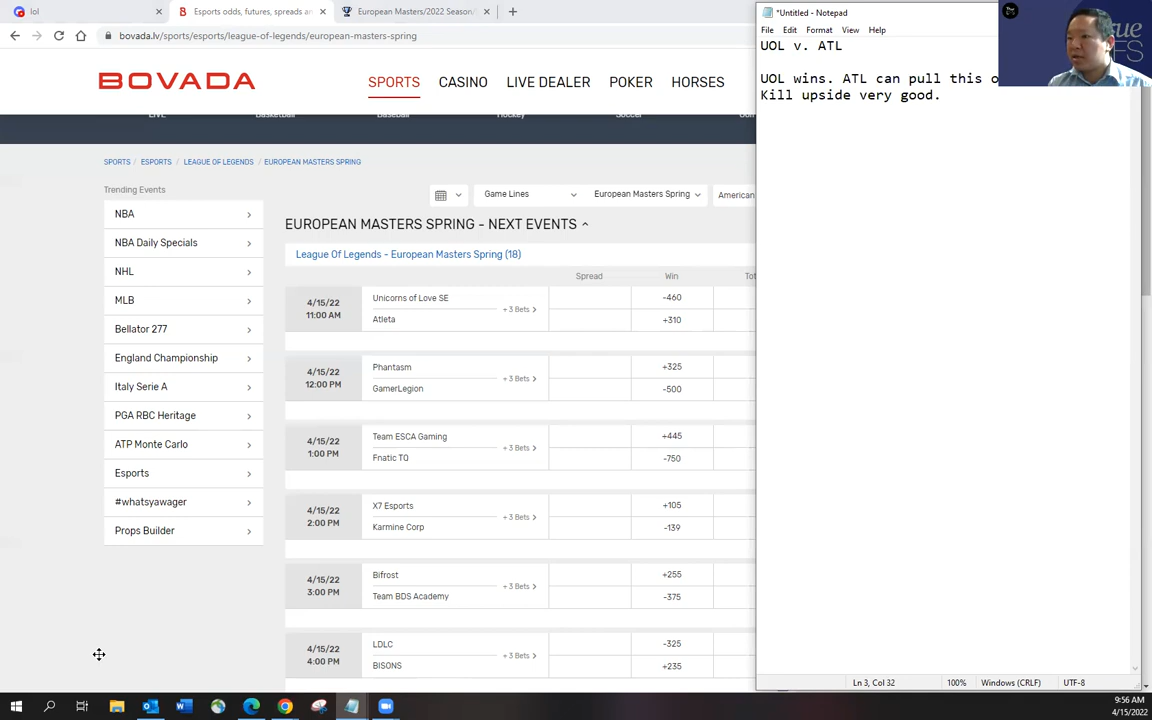 lol
Esports odds, futures, spreads an
European Masters/2022 Season/
*Untitled - Notepad
bovada.lv/sports/esports/league-of-legends/european-masters-spring
File Edit Format View Help
UOL v. ATL
UOL wins. ATL can pull this o
Kill upside very good.
BOVADA
SPORTS CASINO LIVE DEALER POKER HORSES
LIVE Basketball Baseball Hockey Soccer
SPORTS / ESPORTS / LEAGUE OF LEGENDS / EUROPEAN MASTERS SPRING
Trending Events
Game Lines European Masters Spring American
NBA
NBA Daily Specials
NHL
MLB
Bellator 277
England Championship
Italy Serie A
PGA RBC Heritage
ATP Monte Carlo
Esports
#whatsyawager
Props Builder
EUROPEAN MASTERS SPRING - NEXT EVENTS
League Of Legends - European Masters Spring (18)
Spread Win Tot
4/15/22 11:00 AM
Unicorns of Love SE -460
+ 3 Bets
Atleta +310
4/15/22 12:00 PM
Phantasm +325
+ 3 Bets
GamerLegion -500
4/15/22 1:00 PM
Team ESCA Gaming +445
+ 3 Bets
Fnatic TQ -750
4/15/22 2:00 PM
X7 Esports +105
+ 3 Bets
Karmine Corp -139
4/15/22 3:00 PM
Bifrost +255
+ 3 Bets
Team BDS Academy -375
4/15/22 4:00 PM
LDLC -325
+ 3 Bets
BISONS +235
Ln 3, Col 32 100% Windows (CRLF) UTF-8
9:56 AM
4/15/2022